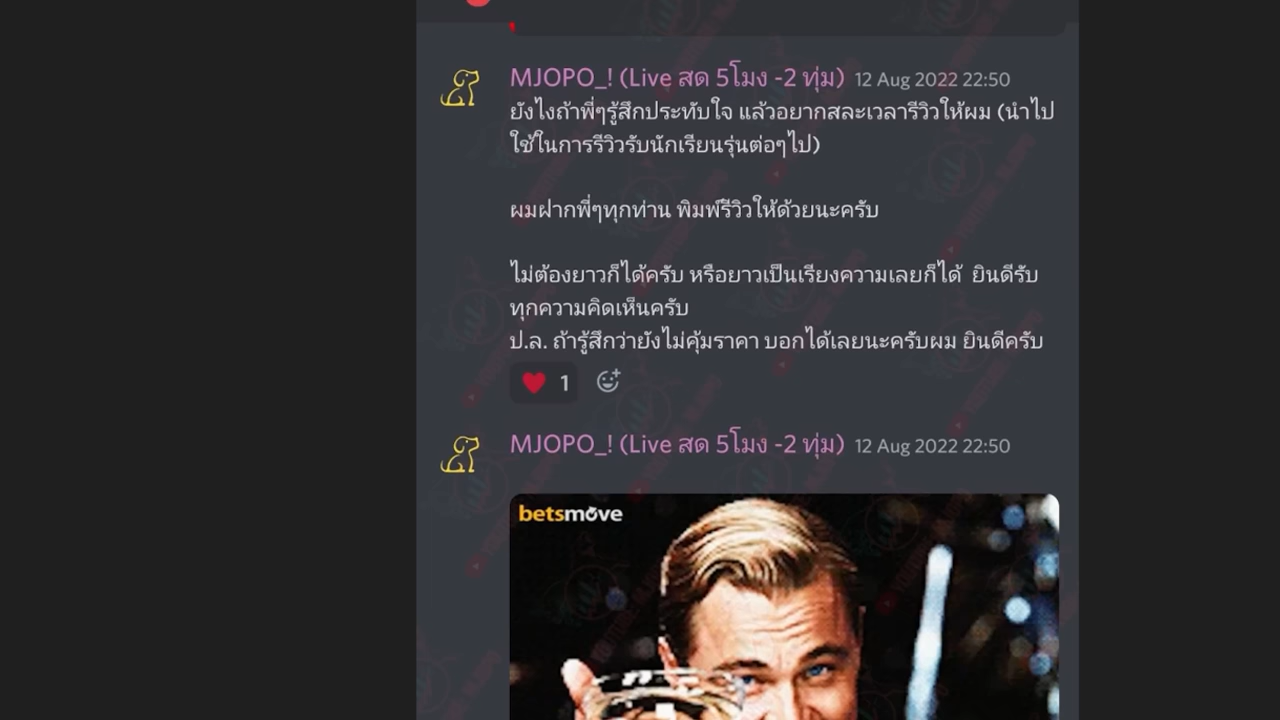 MJOPO_! (Live สด 5โมง -2 ทุ่ม) 12 Aug 2022 22:50
ยังไงถ้าพี่ๆรู้สึกประทับใจ แล้วอยากสละเวลารีวิวให้ผม (นำไป
ใช้ในการรีวิวรับนักเรียนรุ่นต่อๆไป)
ผมฝากพี่ๆทุกท่าน พิมพ์รีวิวให้ด้วยนะครับ
ไม่ต้องยาวก็ได้ครับ หรือยาวเป็นเรียงความเลยก็ได้ ยินดีรับ
ทุกความคิดเห็นครับ
ป.ล. ถ้ารู้สึกว่ายังไม่คุ้มราคา บอกได้เลยนะครับผม ยินดีครับ
1
MJOPO_! (Live สด 5โมง -2 ทุ่ม) 12 Aug 2022 22:50
betsmove